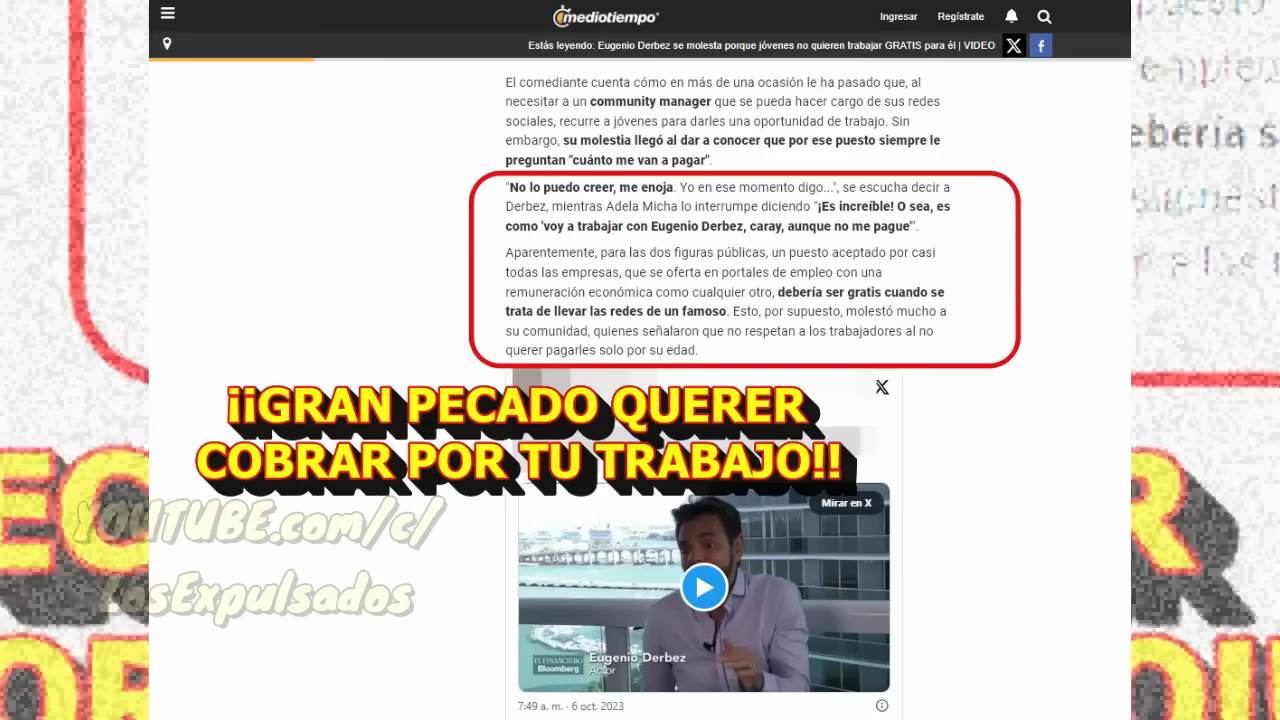 mediotiempo
Ingresar
Regístrate
Estás leyendo: Eugenio Derbez se molesta porque jóvenes no quieren trabajar GRATIS para él | VIDEO
El comediante cuenta cómo en más de una ocasión le ha pasado que, al
necesitar a un community manager que se pueda hacer cargo de sus redes
sociales, recurre a jóvenes para darles una oportunidad de trabajo. Sin
embargo, su molestia llegó al dar a conocer que por ese puesto siempre le
preguntan "cuánto me van a pagar".
"No lo puedo creer, me enoja. Yo en ese momento digo...", se escucha decir a
Derbez, mientras Adela Micha lo interrumpe diciendo "¡Es increíble! O sea, es
como 'voy a trabajar con Eugenio Derbez, caray, aunque no me pague'".
Aparentemente, para las dos figuras públicas, un puesto aceptado por casi
todas las empresas, que se oferta en portales de empleo con una
remuneración económica como cualquier otro, debería ser gratis cuando se
trata de llevar las redes de un famoso. Esto, por supuesto, molestó mucho a
su comunidad, quienes señalaron que no respetan a los trabajadores al no
querer pagarles solo por su edad.
¡¡GRAN PECADO QUERER
COBRAR POR TU TRABAJO!!
YOUTUBE.com/c/
LosExpulsados
Mirar en X
EL FINANCIERO
Bloomberg
Eugenio Derbez
Actor
7:49 a. m. · 6 oct. 2023